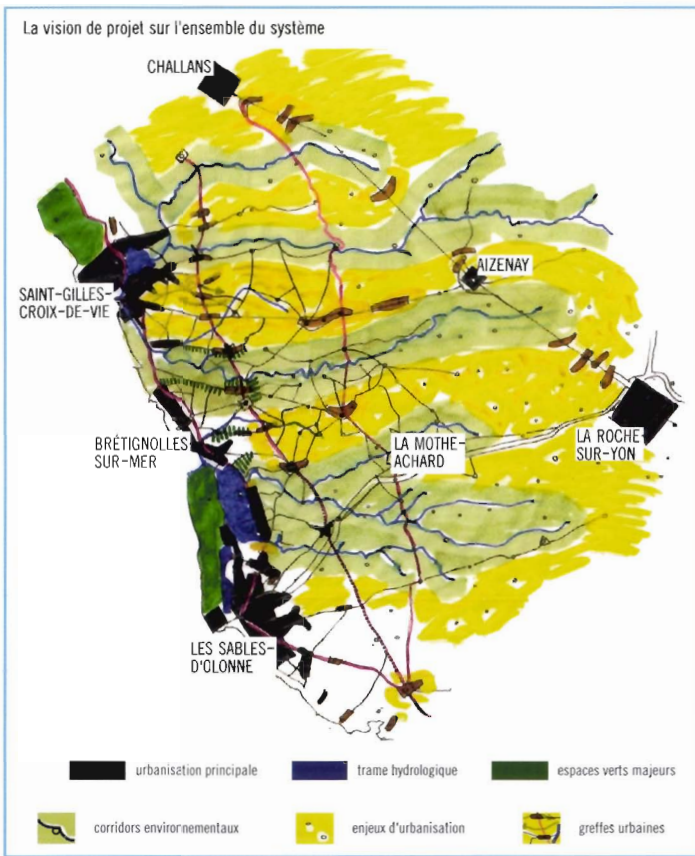 La vision de projet sur l'ensemble du système
CHALLANS
AIZENAY
SAINT-GILLES-
CROIX-DE-VIE
BRÉTIGNOLLES
SUR-MER
LA MOTHE-
ACHARD
LA ROCHE
SUR-YON
LES SABLES-
D'OLONNE
urbanisation principale
trame hydrologique
espaces verts majeurs
corridors environnementaux
enjeux d'urbanisation
greffes urbaines